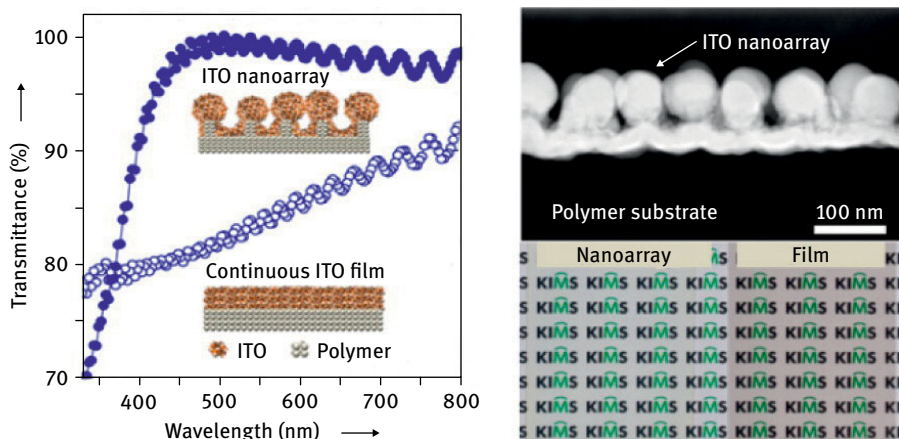 100
90
80
70
Transmittance (%)
ITO nanoarray
Continuous ITO film
ITO Polymer
400 500 600 700 800
Wavelength (nm)
ITO nanoarray
Polymer substrate
100 nm
Nanoarray Film
S KIMS KIMS KIMS KIMS KIMS KIMS K
S KIMS KIMS KIMS KIMS KIMS KIMS K
S KIMS KIMS KIMS KIMS KIMS KIMS K
S KIMS KIMS KIMS KIMS KIMS KIMS K
S KIMS KIMS KIMS KIMS KIMS KIMS K
S KIMS KIMS KIMS KIMS KIMS KIMS K
S KIMS KIMS KIMS KIMS KIMS KIMS K